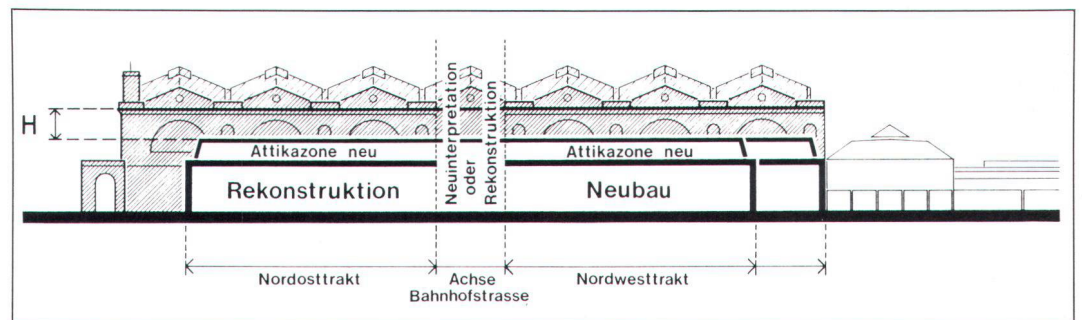 H
Attikazone neu
Rekonstruktion
Neuinterpretation
oder
Rekonstruktion
Attikazone neu
Neubau
Nordosttrakt
Achse
Bahnhofstrasse
Nordwesttrakt